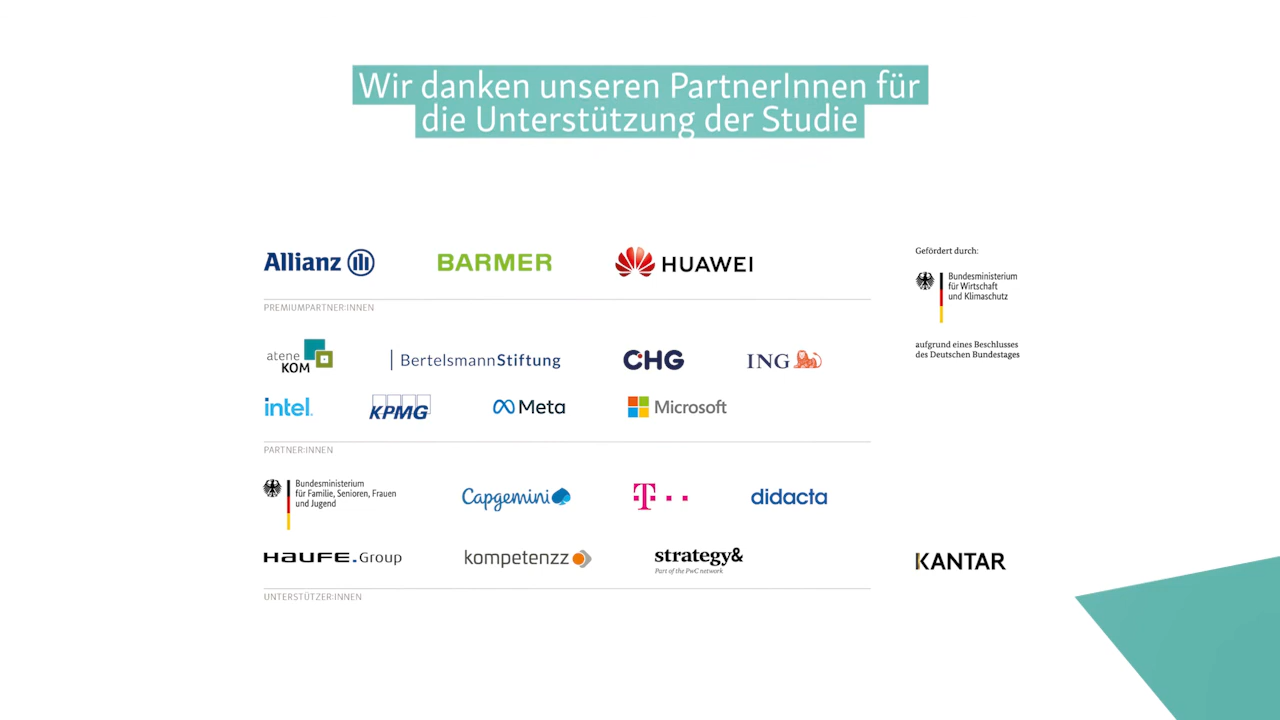 Wir danken unseren PartnerInnen für
die Unterstützung der Studie
Allianz
BARMER
HUAWEI
PREMIUMPARTNER:INNEN
atene
KOM
BertelsmannStiftung
CHG
ING
intel.
KPMG
Meta
Microsoft
PARTNER:INNEN
Bundesministerium
für Familie, Senioren, Frauen
und Jugend
Capgemini
T
didacta
HAUFE.Group
kompetenzz
strategy&
Part of the PwC network
UNTERSTÜTZER:INNEN
Gefördert durch:
Bundesministerium
für Wirtschaft
und Klimaschutz
aufgrund eines Beschlusses
des Deutschen Bundestages
KANTAR